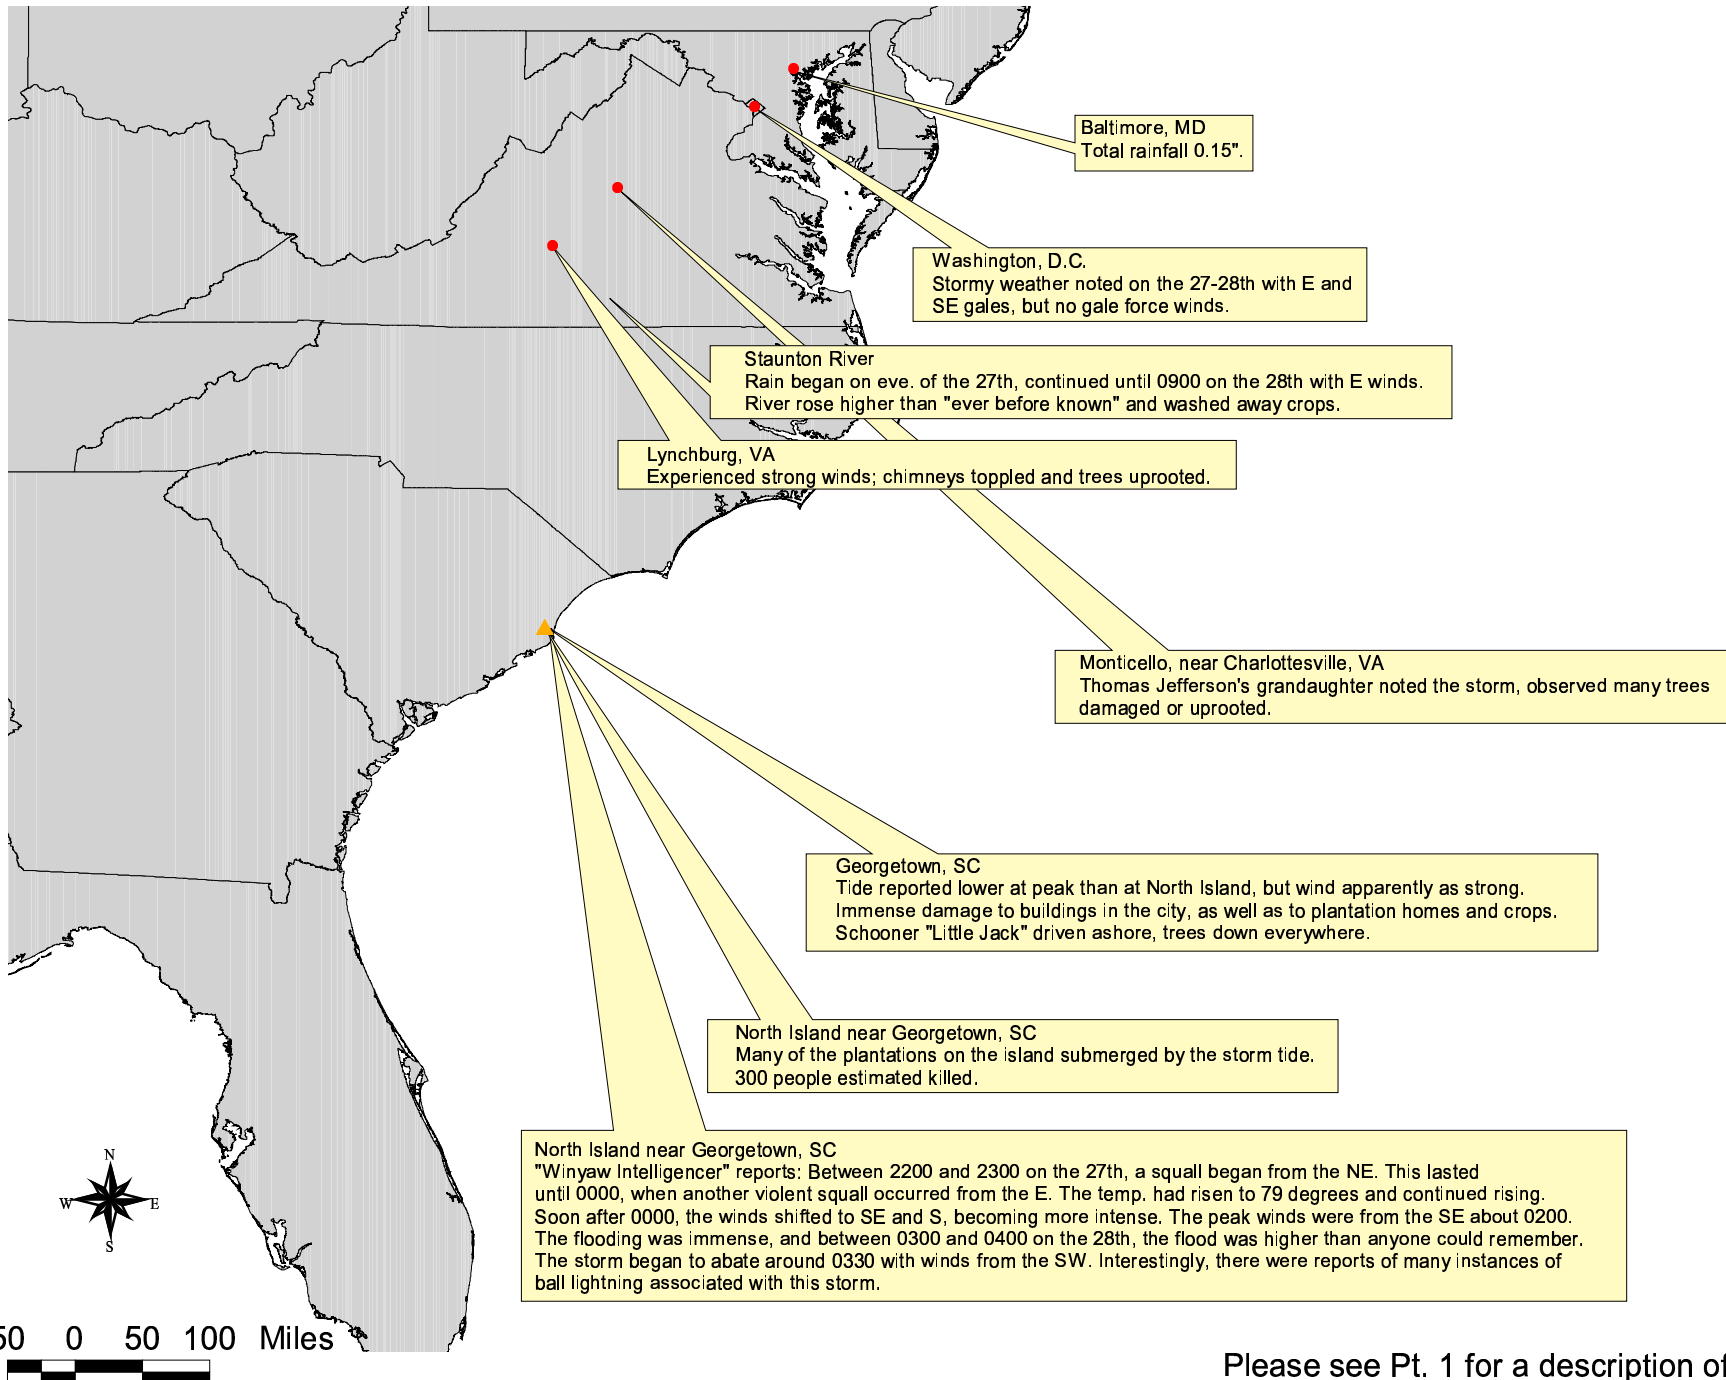 Baltimore, MD
Total rainfall 0.15".
Washington, D.C.
Stormy weather noted on the 27-28th with E and
SE gales, but no gale force winds.
Staunton River
Rain began on eve. of the 27th, continued until 0900 on the 28th with E winds.
River rose higher than "ever before known" and washed away crops.
Lynchburg, VA
Experienced strong winds; chimneys toppled and trees uprooted.
Monticello, near Charlottesville, VA
Thomas Jefferson's grandaughter noted the storm, observed many trees
damaged or uprooted.
Georgetown, SC
Tide reported lower at peak than at North Island, but wind apparently as strong.
Immense damage to buildings in the city, as well as to plantation homes and crops.
Schooner "Little Jack" driven ashore, trees down everywhere.
North Island near Georgetown, SC
Many of the plantations on the island submerged by the storm tide.
300 people estimated killed.
North Island near Georgetown, SC
"Winyaw Intelligencer" reports: Between 2200 and 2300 on the 27th, a squall began from the NE. This lasted
until 0000, when another violent squall occurred from the E. The temp. had risen to 79 degrees and continued rising.
Soon after 0000, the winds shifted to SE and S, becoming more intense. The peak winds were from the SE about 0200.
The flooding was immense, and between 0300 and 0400 on the 28th, the flood was higher than anyone could remember.
The storm began to abate around 0330 with winds from the SW. Interestingly, there were reports of many instances of
ball lightning associated with this storm.
N
W E
S
50 0 50 100 Miles
Please see Pt. 1 for a description of